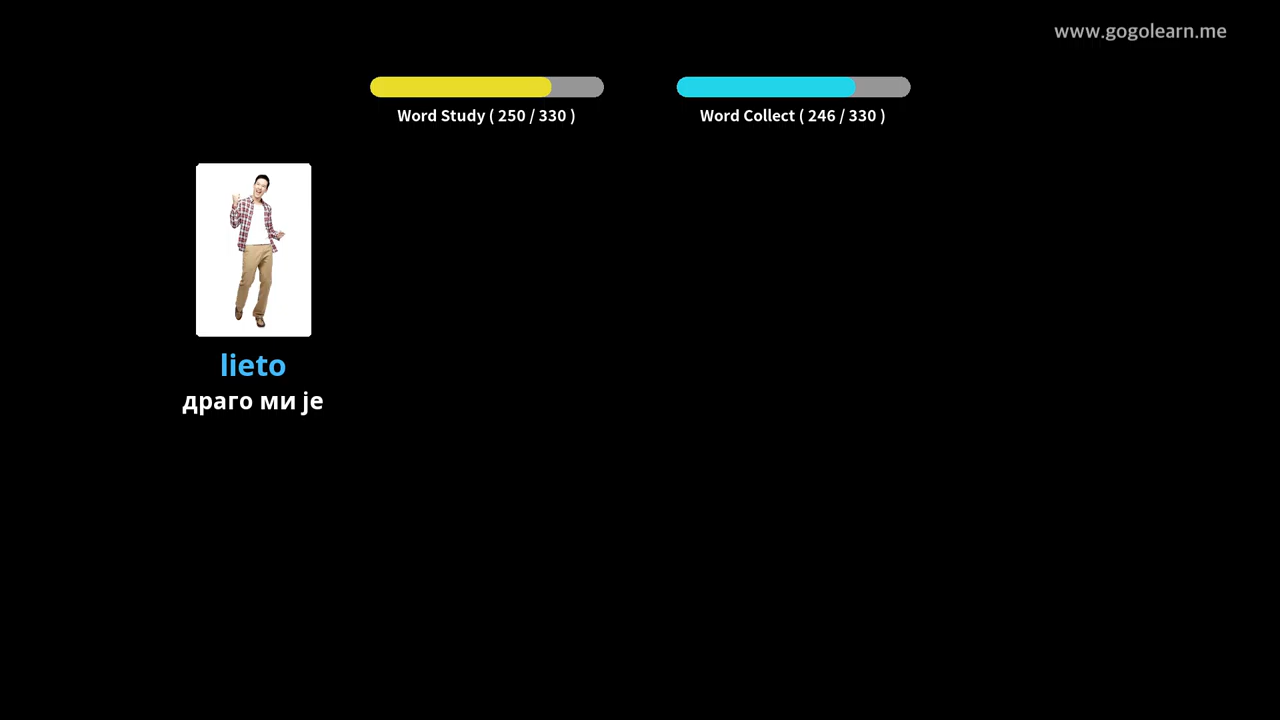 www.gogolearn.me
Word Study ( 250 / 330 )
Word Collect ( 246 / 330 )
lieto
драго ми је